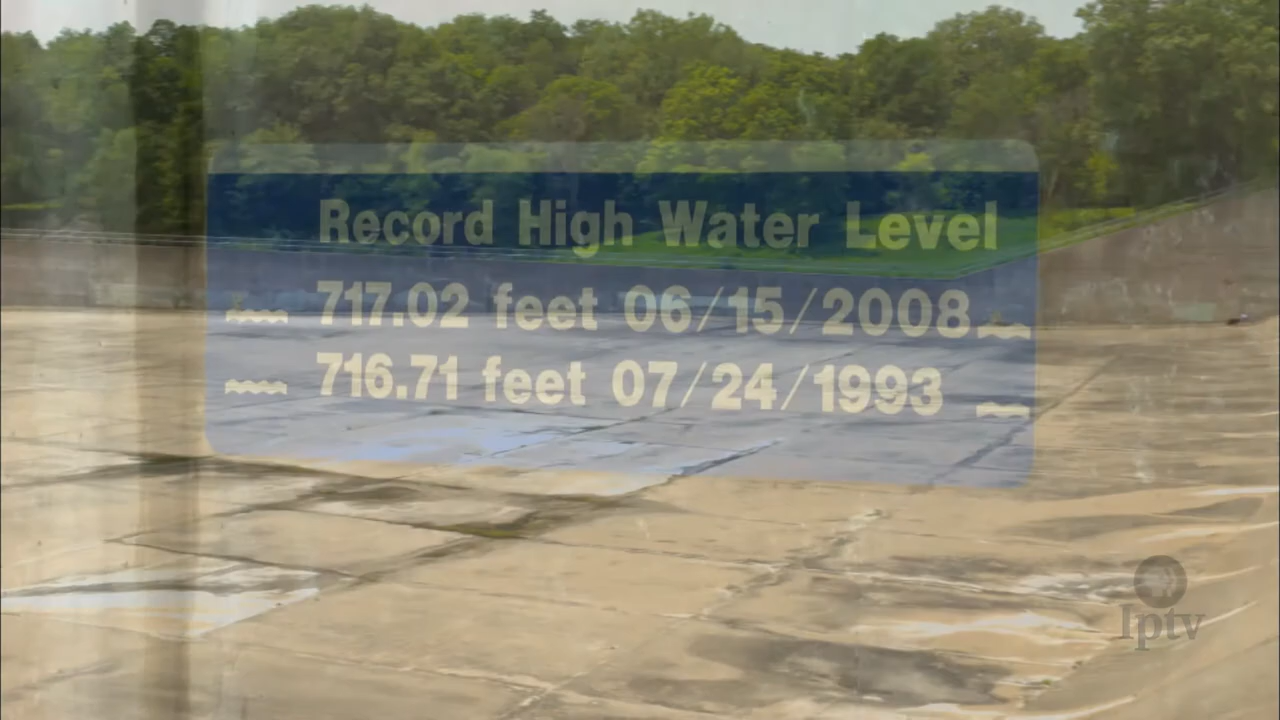 Record High Water Level
717.02 feet 06/15/2008
716.71 feet 07/24/1993
Iptv